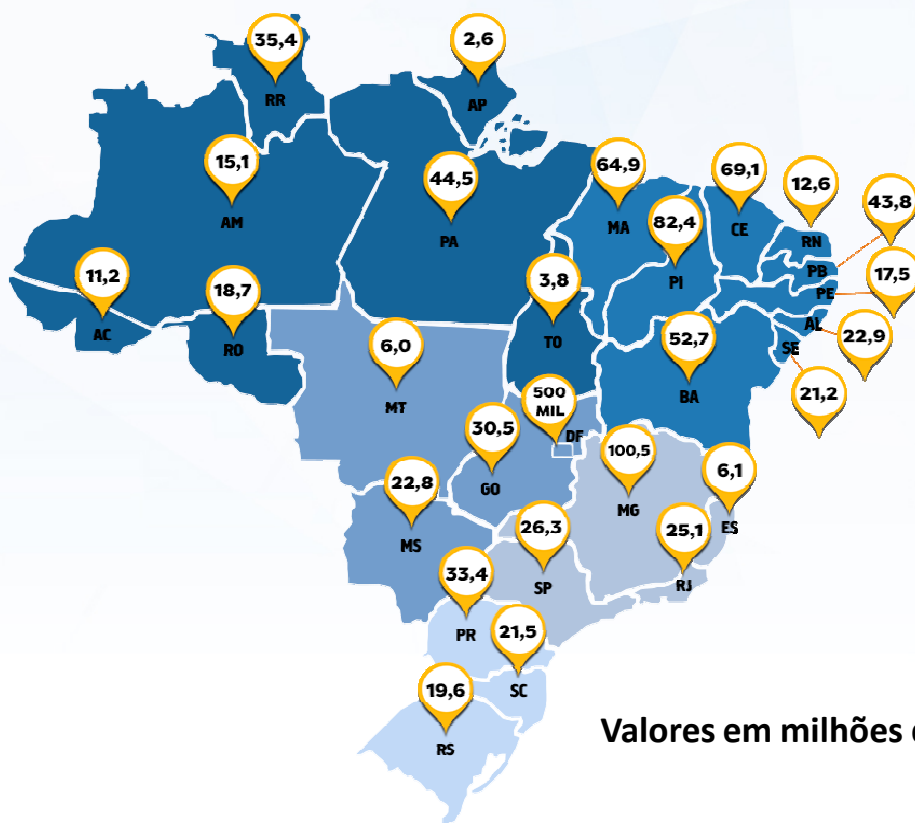 35,4
RR
2,6
AP
15,1
AM
44,5
PA
64,9
MA
69,1
CE
12,6
RN
43,8
PB
82,4
PI
17,5
PE
11,2
AC
18,7
RO
3,8
TO
22,9
AL
52,7
BA
21,2
SE
6,0
MT
500
MIL
DF
30,5
GO
100,5
MG
6,1
ES
22,8
MS
26,3
SP
25,1
RJ
33,4
PR
21,5
SC
19,6
RS
Valores em milhões